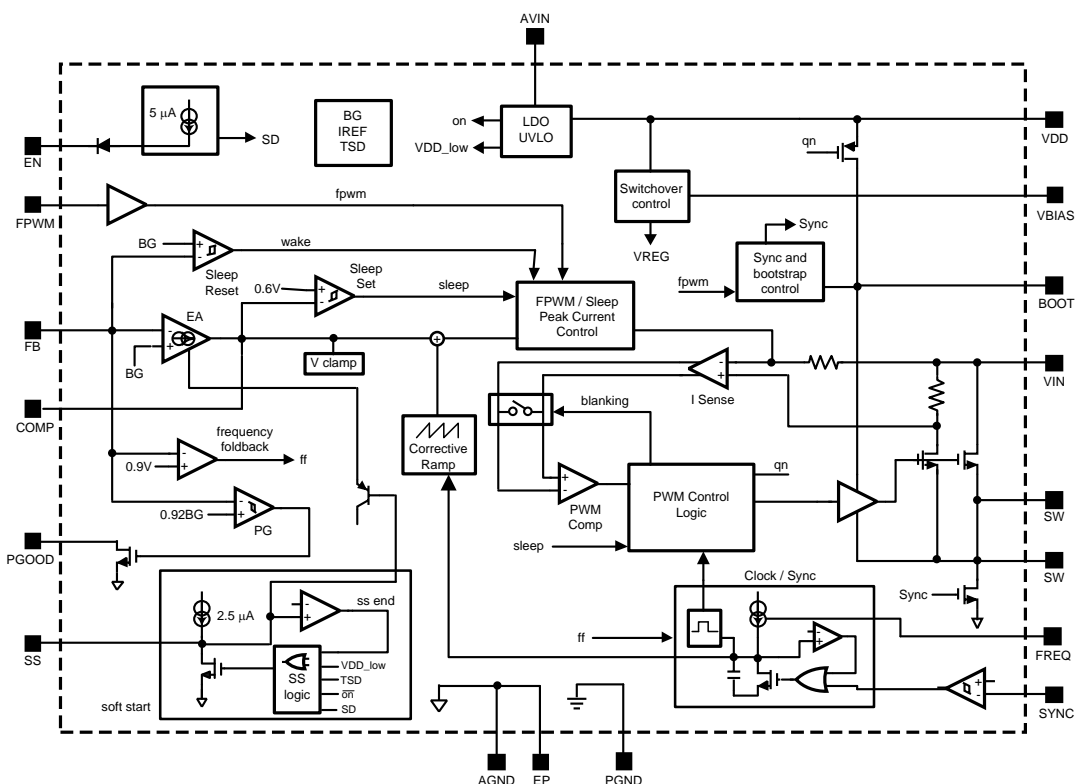 AVIN
5 μA
SD
EN
BG
IREF
TSD
on
VDD_low
LDO
UVLO
VDD
qn
FPWM
fpwm
Switchover
control
VBIAS
VREG
Sync
Sync and
bootstrap
control
fpwm
BOOT
BG
+
-
Sleep
Reset
wake
0.6V
+
-
Sleep
Set
sleep
FPWM / Sleep
Peak Current
Control
FB
EA
-
+
BG
V clamp
+
-
+
I Sense
VIN
COMP
blanking
Corrective
Ramp
frequency
foldback
-
+
0.9V
ff
+
-
PWM
Comp
PWM Control
Logic
qn
SW
-
+
0.92BG
PG
PGOOD
sleep
SW
Clock / Sync
Sync
2.5 μA
-
+
ss end
SS
ff
-
+
FREQ
SS
logic
VDD_low
TSD
on
SD
soft start
+
-
SYNC
AGND
EP
PGND